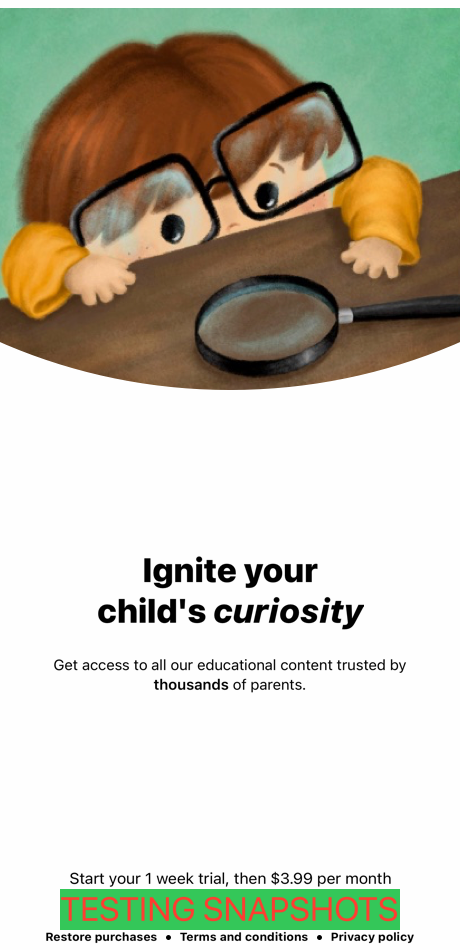 Ignite your
child's curiosity
Get access to all our educational content trusted by
thousands of parents.
Start your 1 week trial, then $3.99 per month
TESTING SNAPSHOTS
Restore purchases • Terms and conditions • Privacy policy